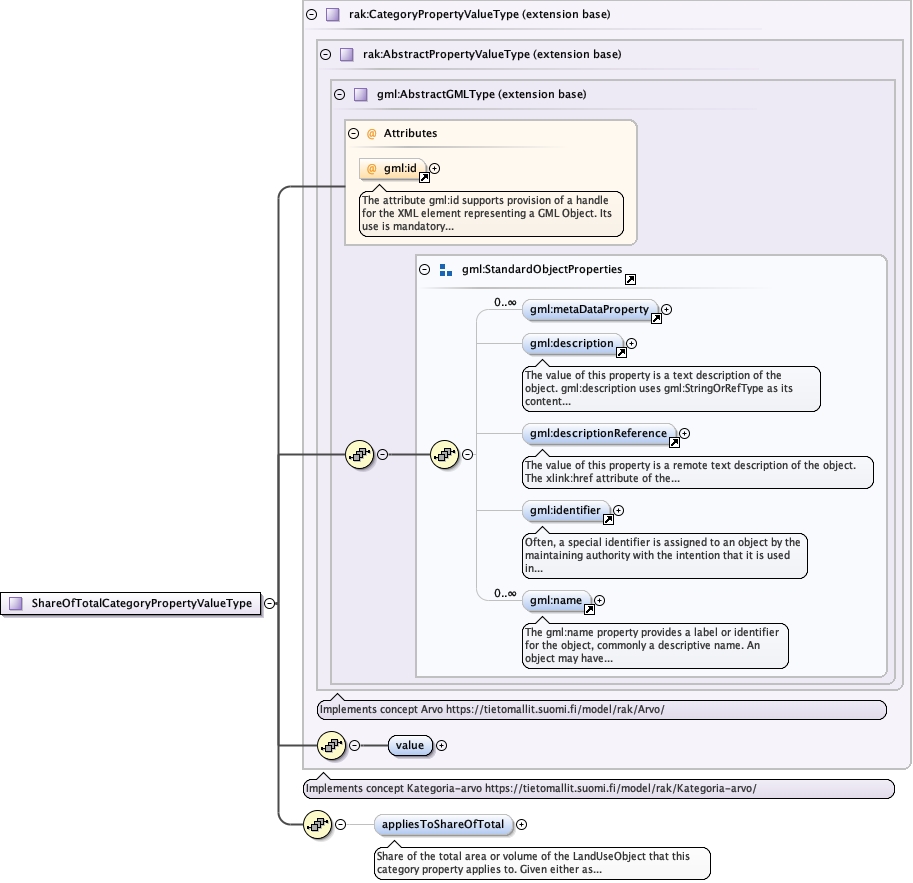 rak:CategoryPropertyValueType (extension base)
rak:AbstractPropertyValueType (extension base)
gml:AbstractGMLType (extension base)
@ Attributes
@ gml:id
The attribute gml:id supports provision of a handle
for the XML element representing a GML Object. Its
use is mandatory...
gml:StandardObjectProperties
0..∞
gml:metaDataProperty
gml:description
The value of this property is a text description of the
object. gml:description uses gml:StringOrRefType as its
content...
gml:descriptionReference
The value of this property is a remote text description of the object.
The xlink:href attribute of the...
gml:identifier
Often, a special identifier is assigned to an object by the
maintaining authority with the intention that it is used
in...
0..∞
gml:name
The gml:name property provides a label or identifier
for the object, commonly a descriptive name. An
object may have...
ShareOfTotalCategoryPropertyValueType
Implements concept Arvo https://tietomallit.suomi.fi/model/rak/Arvo/
value
Implements concept Kategoria-arvo https://tietomallit.suomi.fi/model/rak/Kategoria-arvo/
appliesToShareOfTotal
Share of the total area or volume of the LandUseObject that this
category property applies to. Given either as...